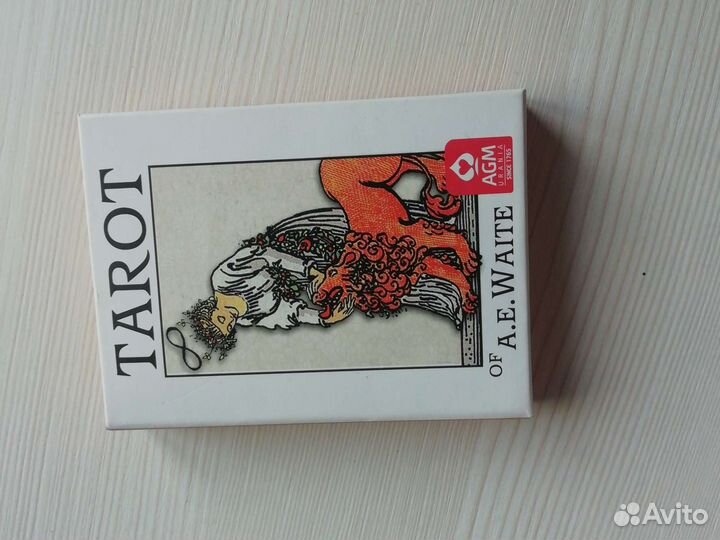 TAROT
AGM
URANIA
SINCE 1765
OF
A.E. WAITE
Avito